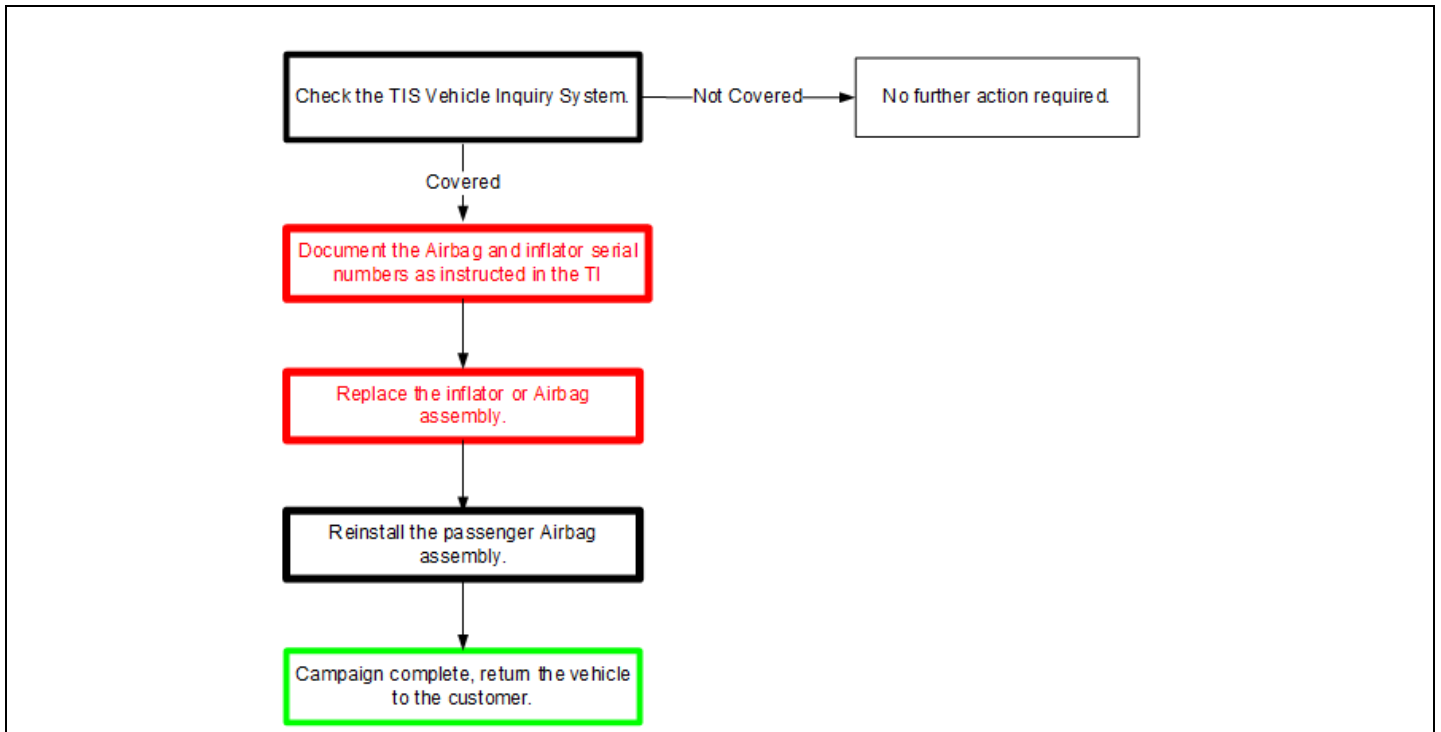 Check the TIS Vehicle Inquiry System.
Not Covered
No further action required.
Covered
Document the Airbag and inflator serial
numbers as instructed in the TI
Replace the inflator or Airbag
assembly.
Reinstall the passenger Airbag
assembly.
Campaign complete, return the vehicle
to the customer.